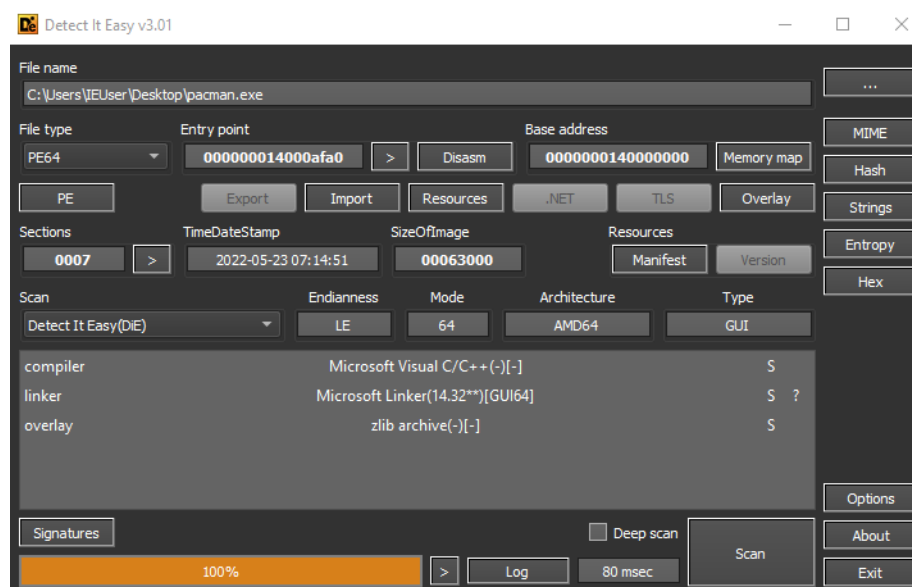 Detect It Easy v3.01
File name
C:\Users\IEUser\Desktop\pacman.exe
...
File type Entry point Base address
PE64 000000014000afa0 > Disasm 0000000140000000 Memory map MIME
Hash
PE Export Import Resources .NET TLS Overlay
Strings
Sections TimeDateStamp SizeOfImage Resources
0007 > 2022-05-23 07:14:51 00063000 Manifest Version Entropy
Hex
Scan Endianness Mode Architecture Type
Detect It Easy(DiE) LE 64 AMD64 GUI
compiler Microsoft Visual C/C++(-)[-] S
linker Microsoft Linker(14.32**)[GUI64] S ?
overlay zlib archive(-)[-] S
Options
Signatures Deep scan Scan About
100% > Log 80 msec Exit